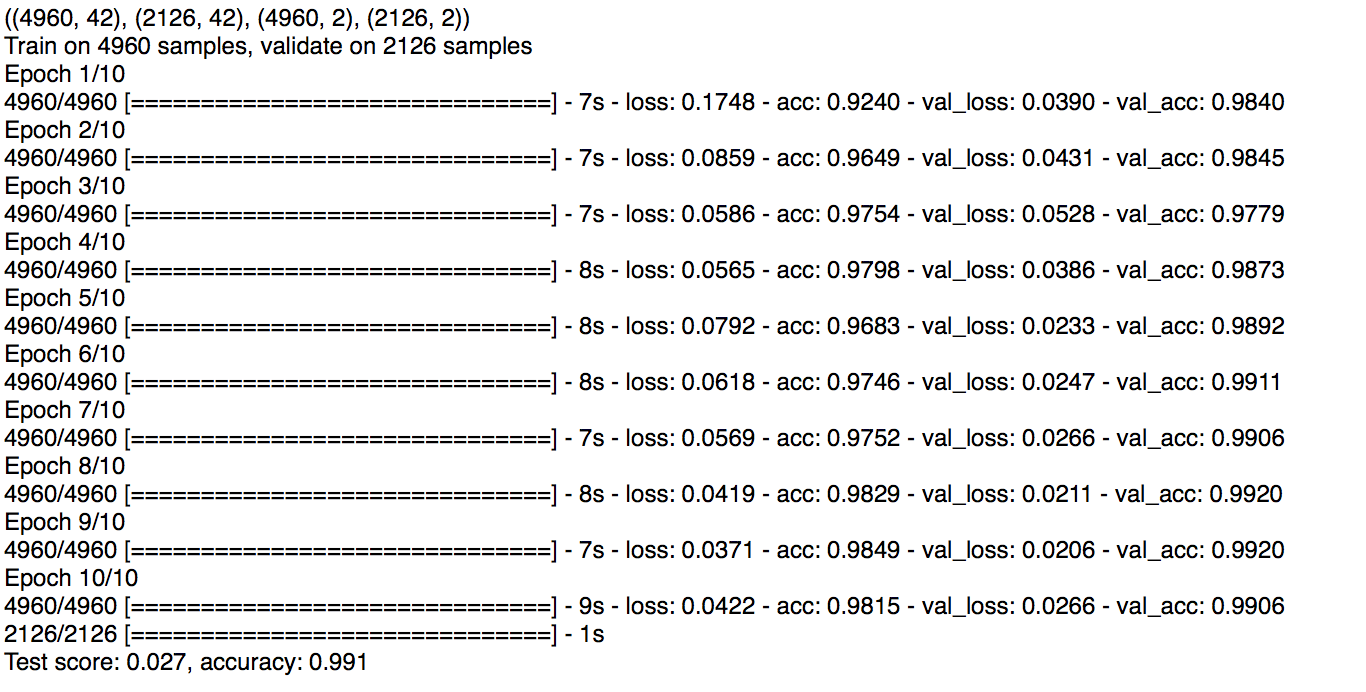 ((4960, 42), (2126, 42), (4960, 2), (2126, 2))
Train on 4960 samples, validate on 2126 samples
Epoch 1/10
4960/4960 [==============================] - 7s - loss: 0.1748 - acc: 0.9240 - val_loss: 0.0390 - val_acc: 0.9840
Epoch 2/10
4960/4960 [==============================] - 7s - loss: 0.0859 - acc: 0.9649 - val_loss: 0.0431 - val_acc: 0.9845
Epoch 3/10
4960/4960 [==============================] - 7s - loss: 0.0586 - acc: 0.9754 - val_loss: 0.0528 - val_acc: 0.9779
Epoch 4/10
4960/4960 [==============================] - 8s - loss: 0.0565 - acc: 0.9798 - val_loss: 0.0386 - val_acc: 0.9873
Epoch 5/10
4960/4960 [==============================] - 8s - loss: 0.0792 - acc: 0.9683 - val_loss: 0.0233 - val_acc: 0.9892
Epoch 6/10
4960/4960 [==============================] - 8s - loss: 0.0618 - acc: 0.9746 - val_loss: 0.0247 - val_acc: 0.9911
Epoch 7/10
4960/4960 [==============================] - 7s - loss: 0.0569 - acc: 0.9752 - val_loss: 0.0266 - val_acc: 0.9906
Epoch 8/10
4960/4960 [==============================] - 8s - loss: 0.0419 - acc: 0.9829 - val_loss: 0.0211 - val_acc: 0.9920
Epoch 9/10
4960/4960 [==============================] - 7s - loss: 0.0371 - acc: 0.9849 - val_loss: 0.0206 - val_acc: 0.9920
Epoch 10/10
4960/4960 [==============================] - 9s - loss: 0.0422 - acc: 0.9815 - val_loss: 0.0266 - val_acc: 0.9906
2126/2126 [==============================] - 1s
Test score: 0.027, accuracy: 0.991